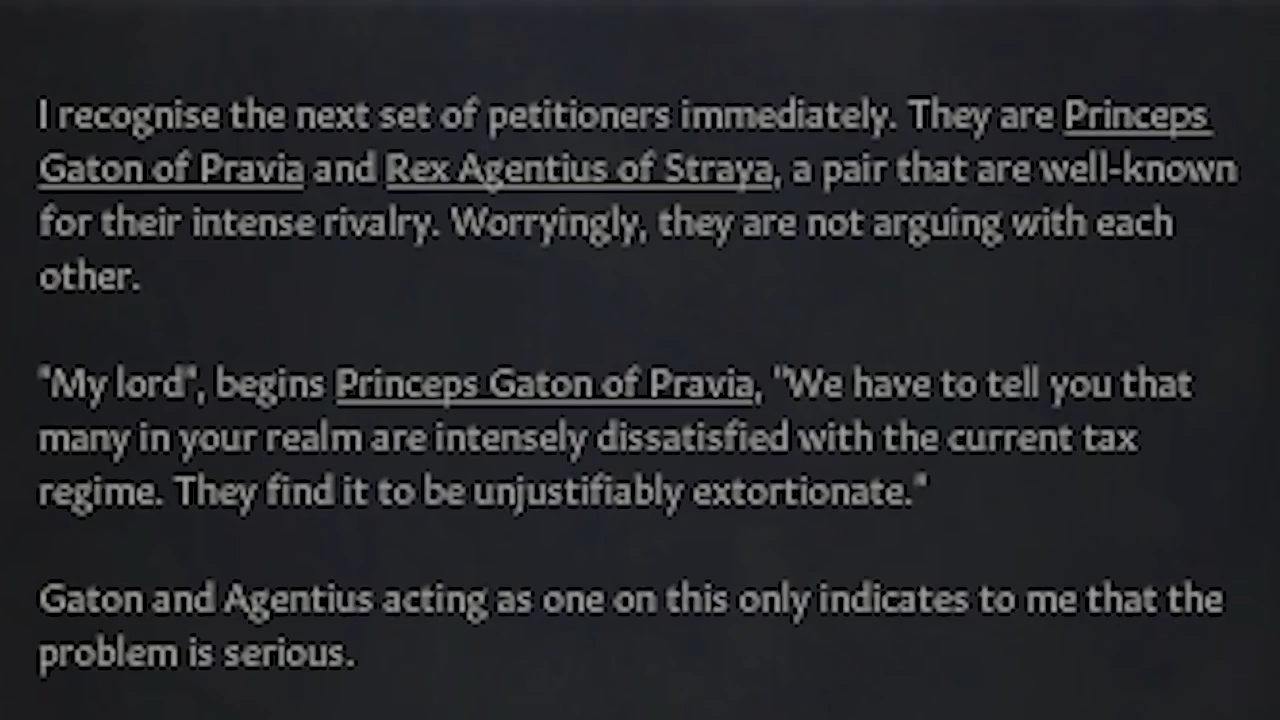 I recognise the next set of petitioners immediately. They are Princeps
Gaton of Pravia and Rex Agentius of Straya, a pair that are well-known
for their intense rivalry. Worryingly, they are not arguing with each
other.
"My lord", begins Princeps Gaton of Pravia, "We have to tell you that
many in your realm are intensely dissatisfied with the current tax
regime. They find it to be unjustifiably extortionate."
Gaton and Agentius acting as one on this only indicates to me that the
problem is serious.